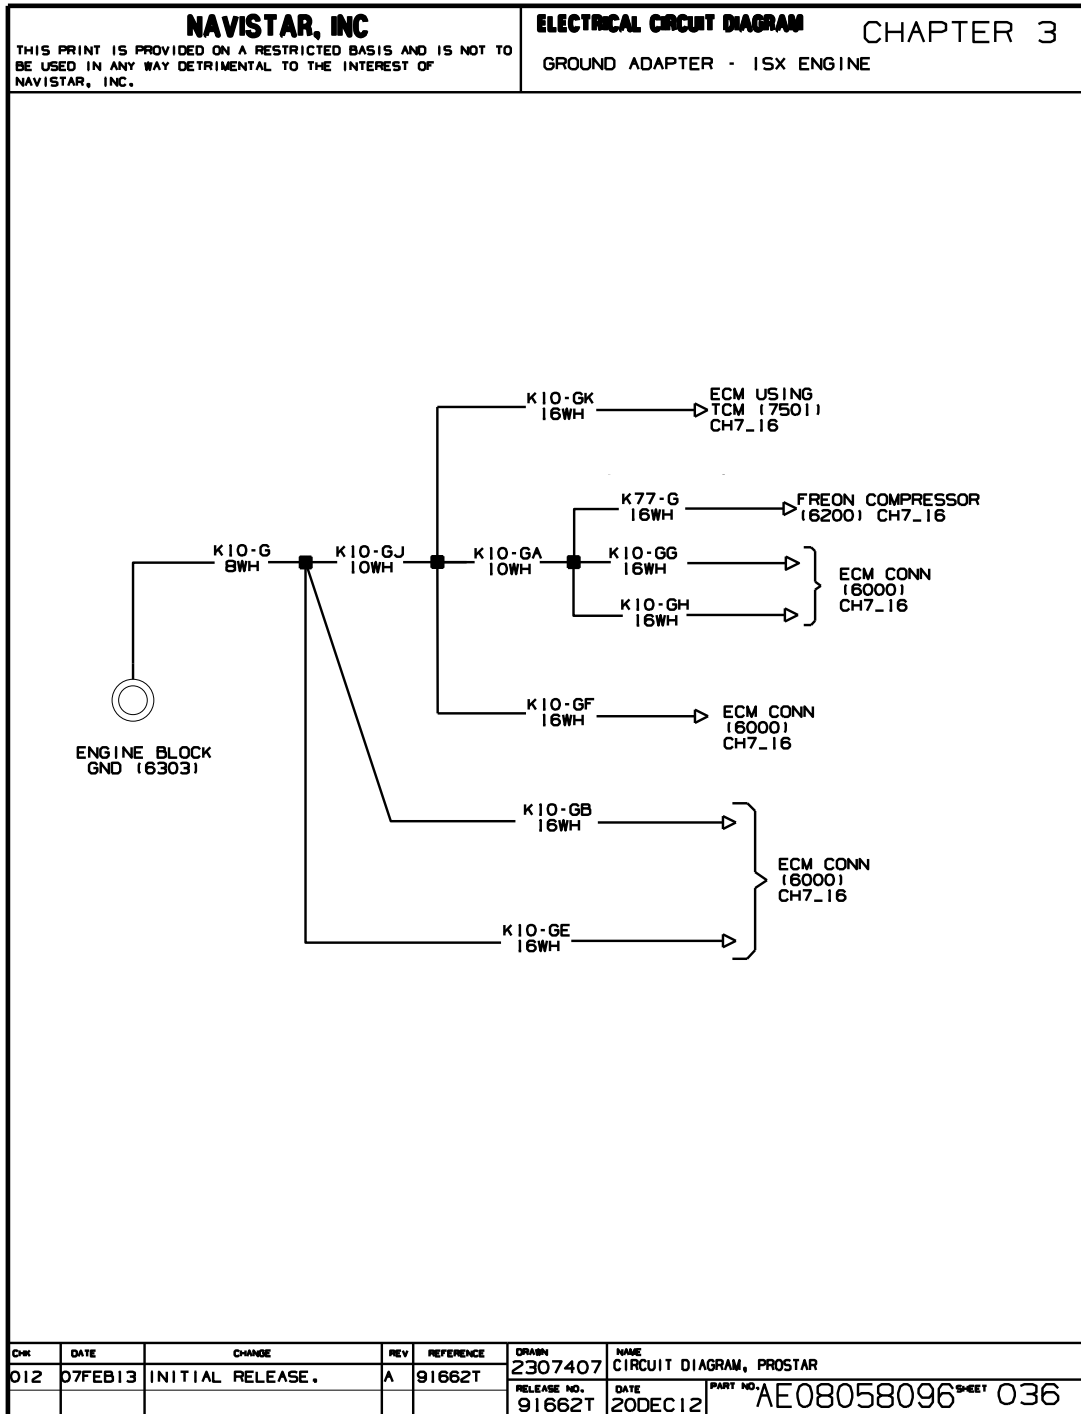 NAVISTAR, INC
THIS PRINT IS PROVIDED ON A RESTRICTED BASIS AND IS NOT TO
BE USED IN ANY WAY DETRIMENTAL TO THE INTEREST OF
NAVISTAR, INC.
ELECTRICAL CIRCUIT DIAGRAM
CHAPTER 3
GROUND ADAPTER - ISX ENGINE
K10-GK
16WH
ECM USING
TCM (7501)
CH7_16
K77-G
16WH
FREON COMPRESSOR
(6200) CH7_16
K10-G
8WH
K10-GJ
10WH
K10-GA
10WH
K10-GG
16WH
K10-GH
16WH
ECM CONN
(6000)
CH7_16
K10-GF
16WH
ECM CONN
(6000)
CH7_16
ENGINE BLOCK
GND (6303)
K10-GB
16WH
K10-GE
16WH
ECM CONN
(6000)
CH7_16
CHK DATE CHANGE REV REFERENCE
012 07FEB13 INITIAL RELEASE. A 91662T
DRAWN
2307407
NAME
CIRCUIT DIAGRAM, PROSTAR
RELEASE NO.
91662T
DATE
20DEC12
PART NO. AE08058096 SHEET 036